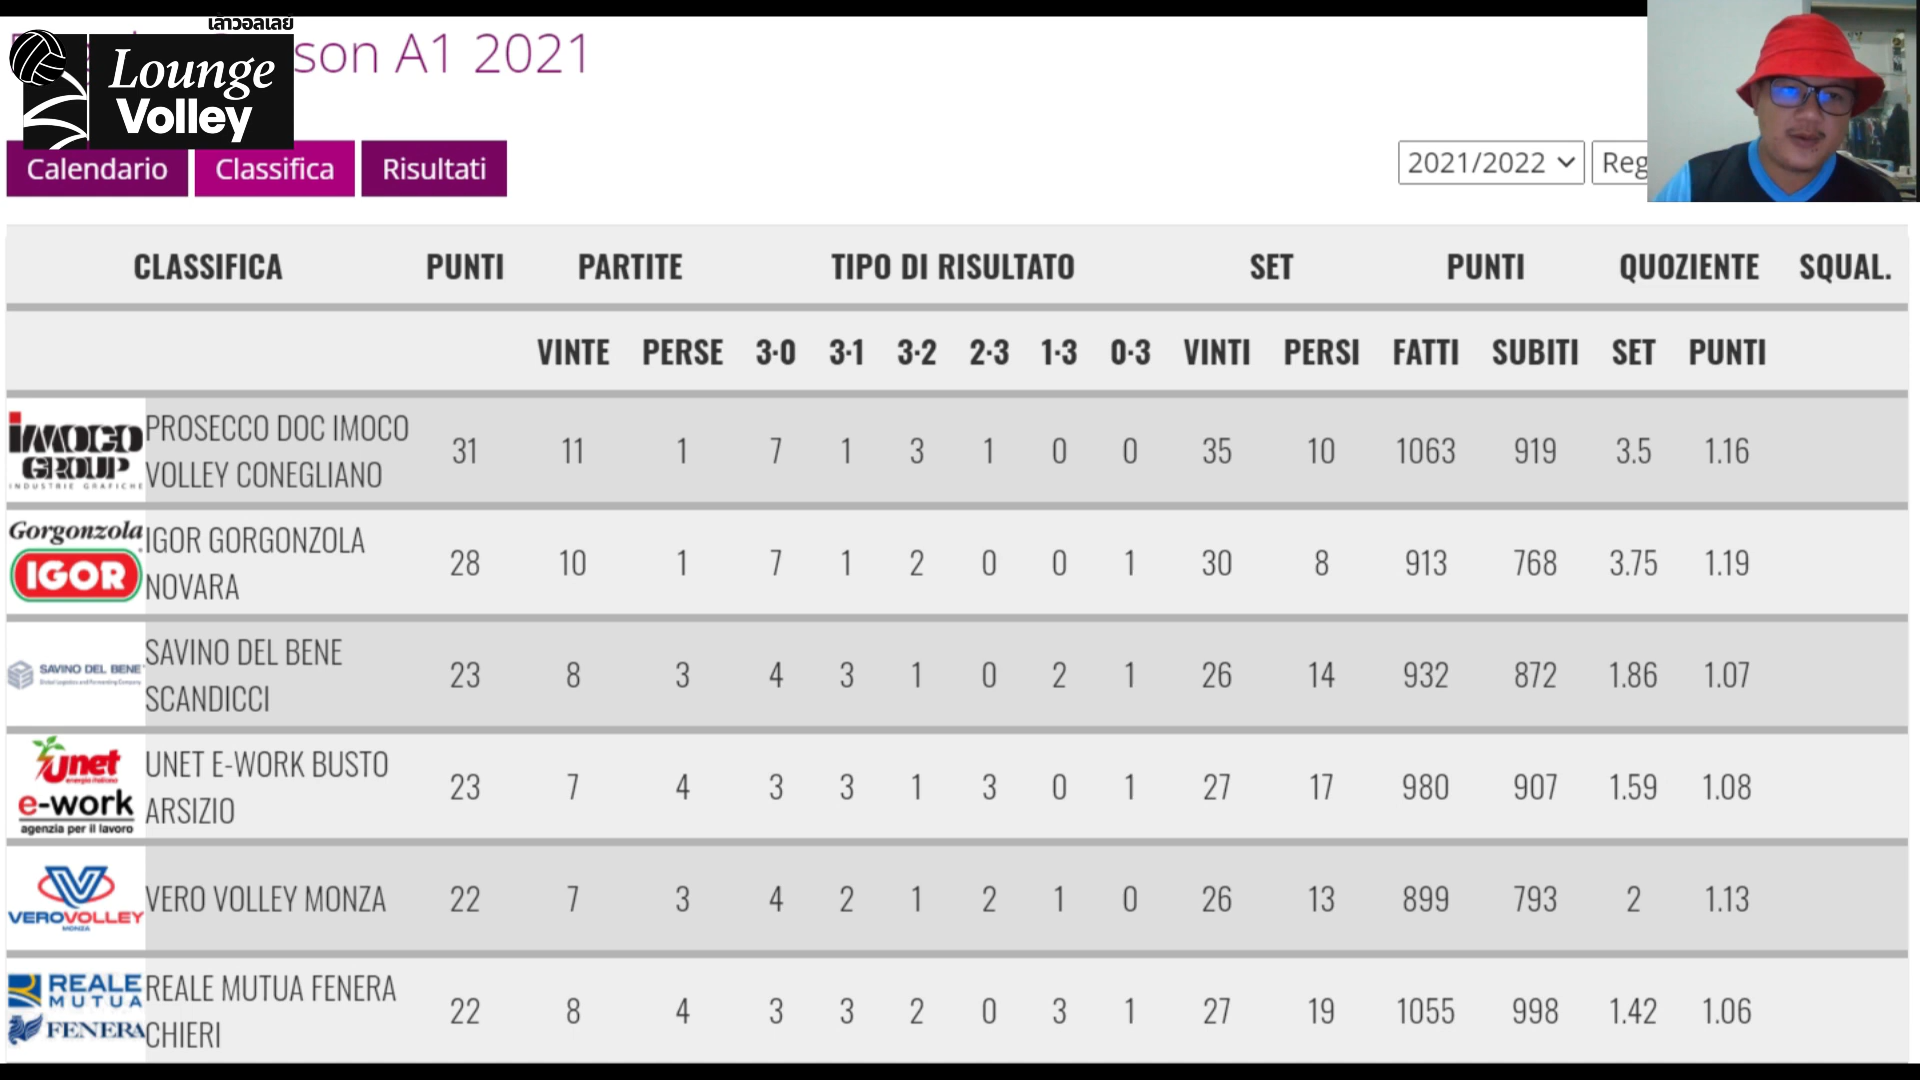 เล่าวอลเลย์
Lounge
Volley
son A1 2021
Calendario Classifica Risultati
2021/2022 Reg
CLASSIFICA PUNTI PARTITE TIPO DI RISULTATO SET PUNTI QUOZIENTE SQUAL.
VINTE PERSE 3-0 3-1 3-2 2-3 1-3 0-3 VINTI PERSI FATTI SUBITI SET PUNTI
IMOCO
GROUP
INDUSTRIE GRAFICHE
PROSECCO DOC IMOCO
VOLLEY CONEGLIANO
31 11 1 7 1 3 1 0 0 35 10 1063 919 3.5 1.16
Gorgonzola
IGOR
IGOR GORGONZOLA
NOVARA
28 10 1 7 1 2 0 0 1 30 8 913 768 3.75 1.19
SAVINO DEL BENE
Global Logistics and Forwarding Company
SAVINO DEL BENE
SCANDICCI
23 8 3 4 3 1 0 2 1 26 14 932 872 1.86 1.07
unet
energia italiana
e-work
agenzia per il lavoro
UNET E-WORK BUSTO
ARSIZIO
23 7 4 3 3 1 3 0 1 27 17 980 907 1.59 1.08
VEROVOLLEY
MONZA
VERO VOLLEY MONZA
22 7 3 4 2 1 2 1 0 26 13 899 793 2 1.13
REALE
MUTUA
FENERA
REALE MUTUA FENERA
CHIERI
22 8 4 3 3 2 0 3 1 27 19 1055 998 1.42 1.06